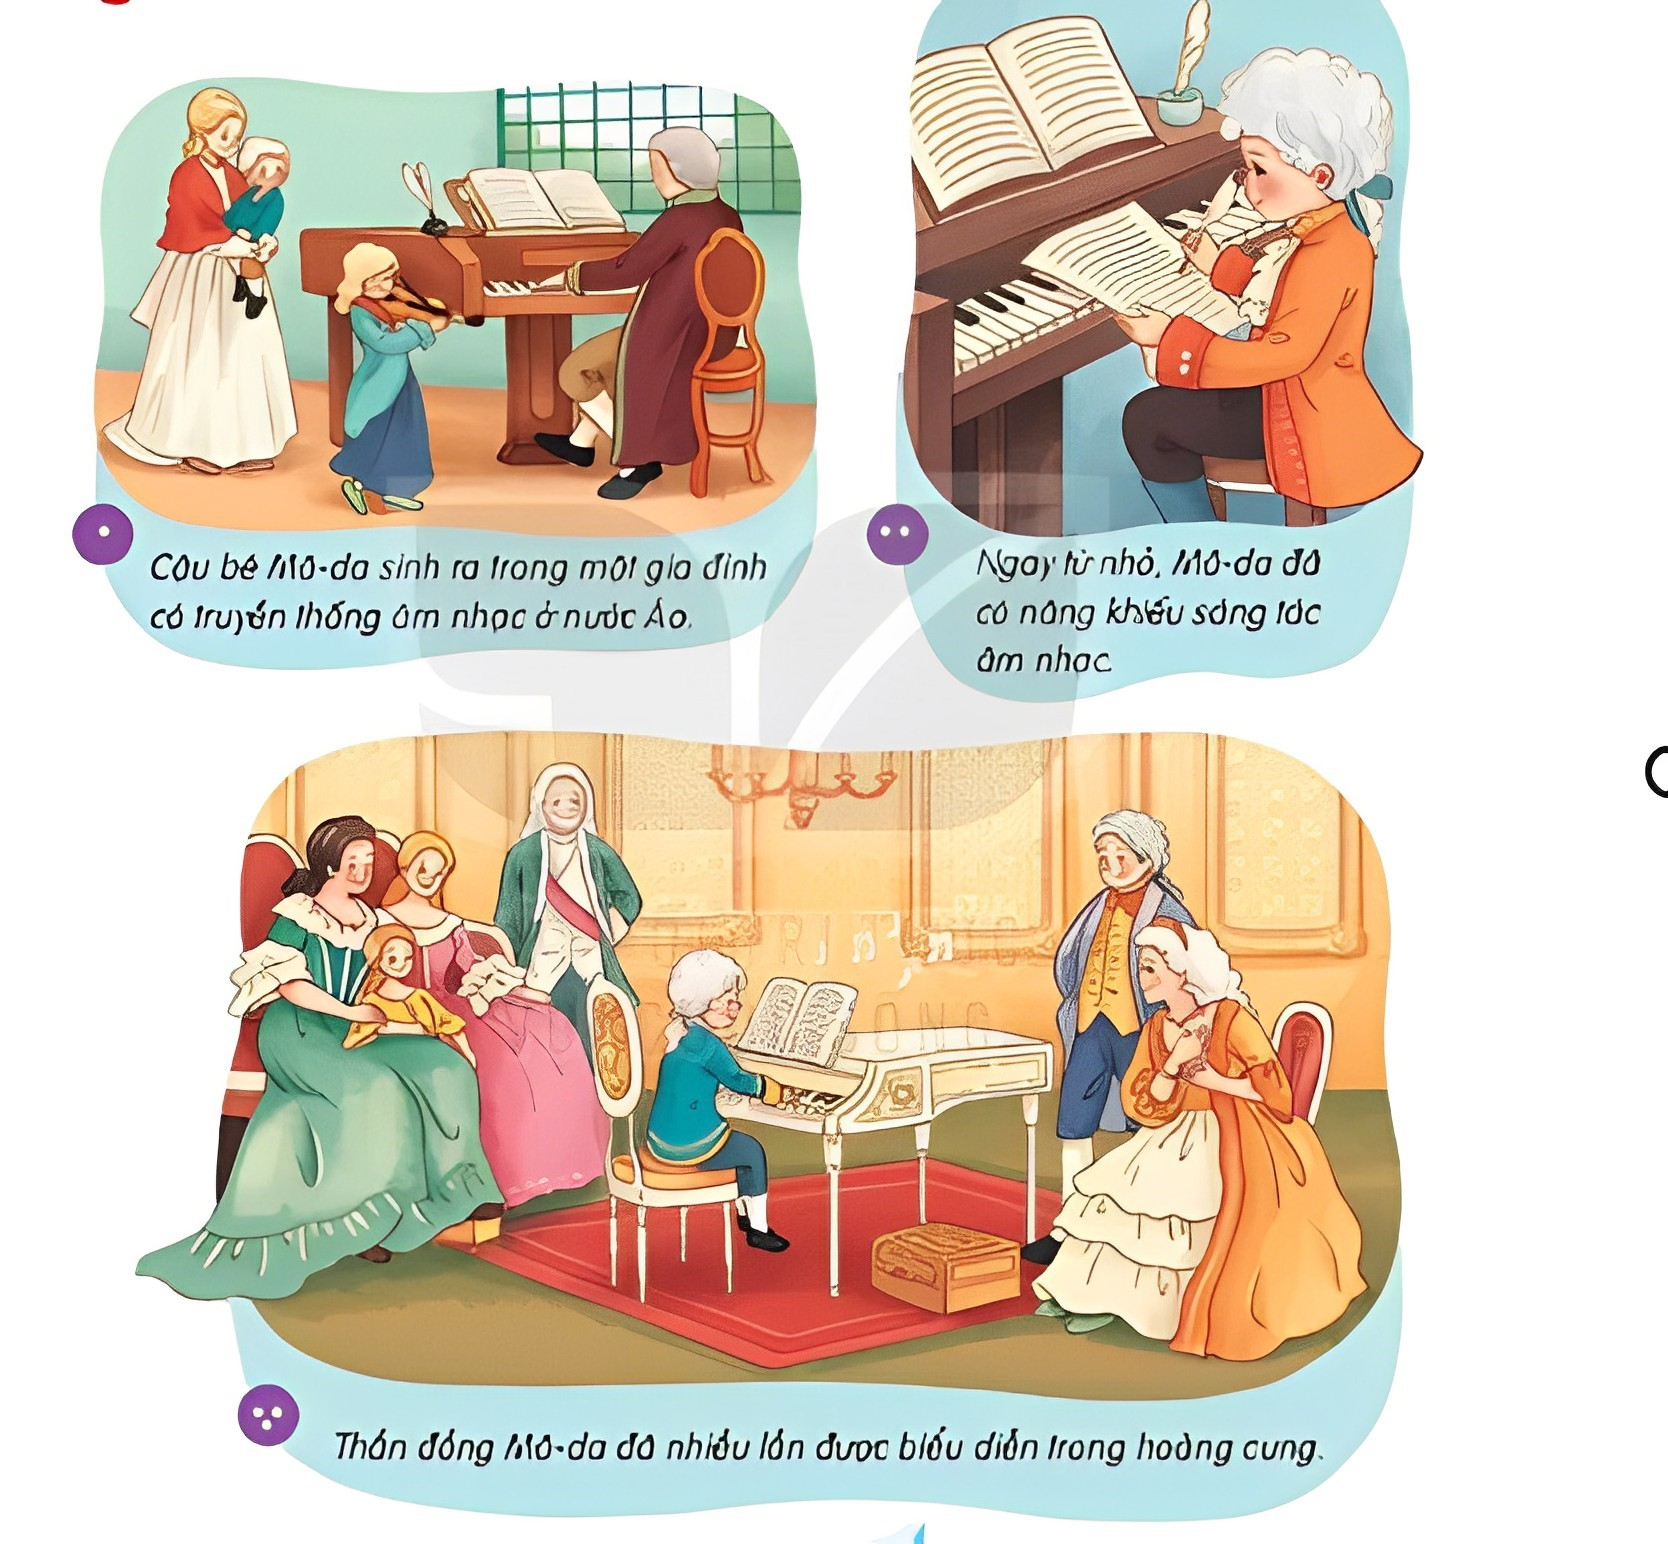 Cậu bé Mô-da sinh ra trong một gia đình
có truyền thống âm nhạc ở nước Áo.
Ngay từ nhỏ, Mô-da đã
có năng khiếu sáng tác
âm nhạc
Thần đồng Mô-da đã nhiều lần được biểu diễn trong hoàng cung.